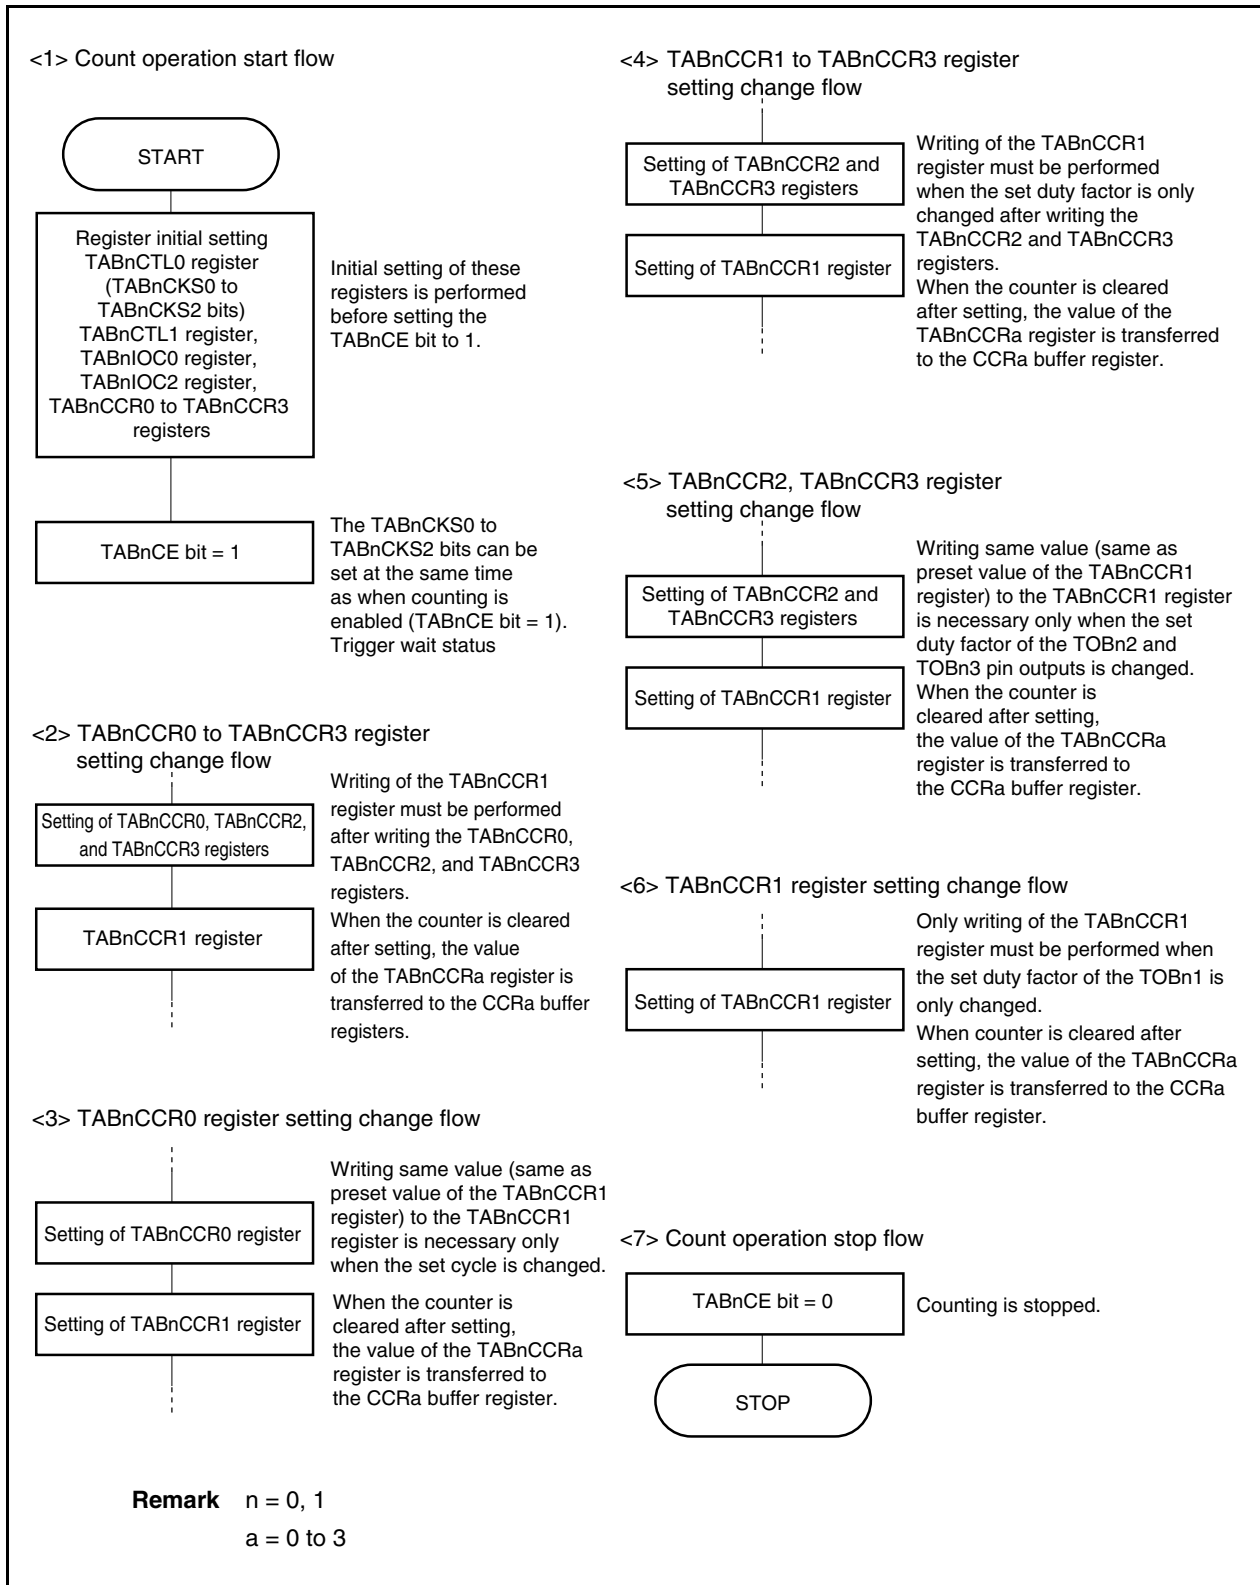 <1> Count operation start flow
START
Register initial setting
TABnCTL0 register
(TABnCKS0 to
TABnCKS2 bits)
TABnCTL1 register,
TABnIOC0 register,
TABnIOC2 register,
TABnCCR0 to TABnCCR3
registers
Initial setting of these
registers is performed
before setting the
TABnCE bit to 1.
TABnCE bit = 1
The TABnCKS0 to
TABnCKS2 bits can be
set at the same time
as when counting is
enabled (TABnCE bit = 1).
Trigger wait status
<2> TABnCCR0 to TABnCCR3 register
setting change flow
Setting of TABnCCR0, TABnCCR2,
and TABnCCR3 registers
TABnCCR1 register
Writing of the TABnCCR1
register must be performed
after writing the TABnCCR0,
TABnCCR2, and TABnCCR3
registers.
When the counter is cleared
after setting, the value
of the TABnCCRa register is
transferred to the CCRa buffer
registers.
<3> TABnCCR0 register setting change flow
Setting of TABnCCR0 register
Setting of TABnCCR1 register
Writing same value (same as
preset value of the TABnCCR1
register) to the TABnCCR1
register is necessary only
when the set cycle is changed.
When the counter is
cleared after setting,
the value of the TABnCCRa
register is transferred to
the CCRa buffer register.
<4> TABnCCR1 to TABnCCR3 register
setting change flow
Setting of TABnCCR2 and
TABnCCR3 registers
Setting of TABnCCR1 register
Writing of the TABnCCR1
register must be performed
when the set duty factor is only
changed after writing the
TABnCCR2 and TABnCCR3
registers.
When the counter is cleared
after setting, the value of the
TABnCCRa register is transferred
to the CCRa buffer register.
<5> TABnCCR2, TABnCCR3 register
setting change flow
Setting of TABnCCR2 and
TABnCCR3 registers
Setting of TABnCCR1 register
Writing same value (same as
preset value of the TABnCCR1
register) to the TABnCCR1 register
is necessary only when the set
duty factor of the TOBn2 and
TOBn3 pin outputs is changed.
When the counter is
cleared after setting,
the value of the TABnCCRa
register is transferred to
the CCRa buffer register.
<6> TABnCCR1 register setting change flow
Setting of TABnCCR1 register
Only writing of the TABnCCR1
register must be performed when
the set duty factor of the TOBn1 is
only changed.
When counter is cleared after
setting, the value of the TABnCCRa
register is transferred to the CCRa
buffer register.
<7> Count operation stop flow
TABnCE bit = 0
Counting is stopped.
STOP
Remark n = 0, 1
a = 0 to 3